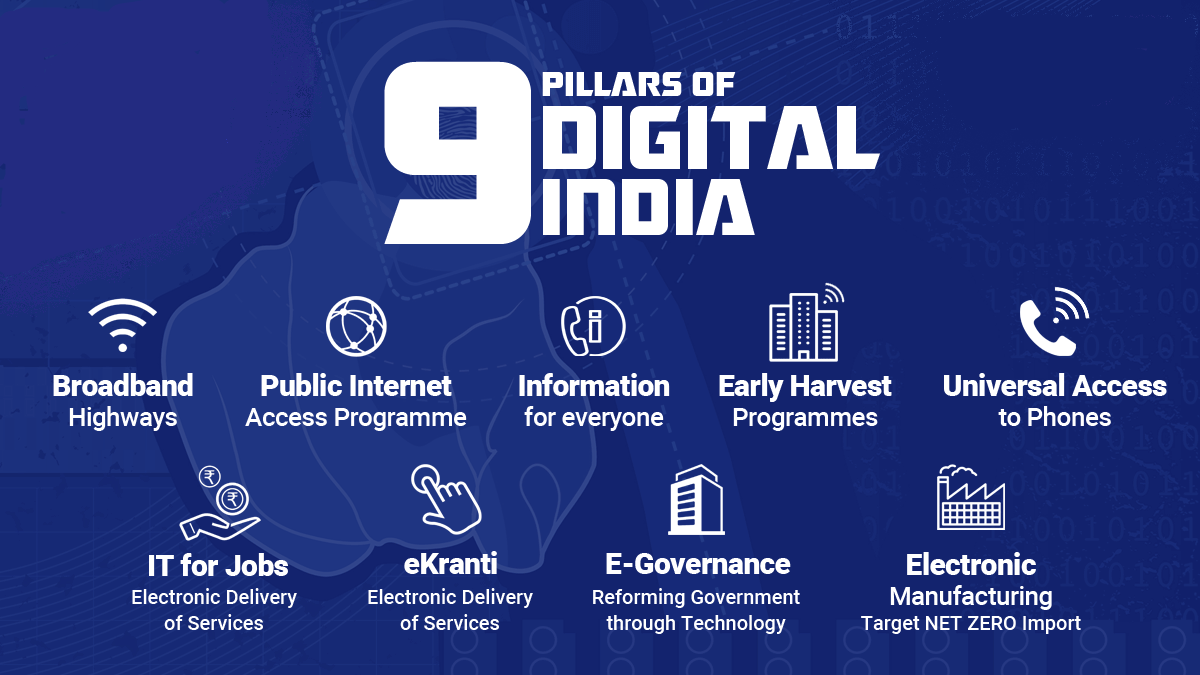 9 PILLARS OF
DIGITAL
INDIA
Broadband
Highways
Public Internet
Access Programme
Information
for everyone
Early Harvest
Programmes
Universal Access
to Phones
IT for Jobs
Electronic Delivery
of Services
eKranti
Electronic Delivery
of Services
E-Governance
Reforming Government
through Technology
Electronic
Manufacturing
Target NET ZERO Import